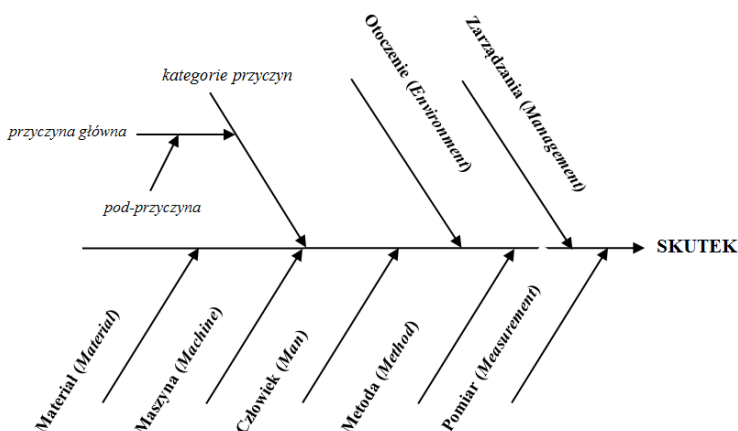 Otoczenie (Environment)
Zarządzania (Management)
kategorie przyczyn
przyczyna główna
pod-przyczyna
SKUTEK
Materiał (Material)
Maszyna (Machine)
Człowiek (Man)
Metoda (Method)
Pomiar (Measurement)